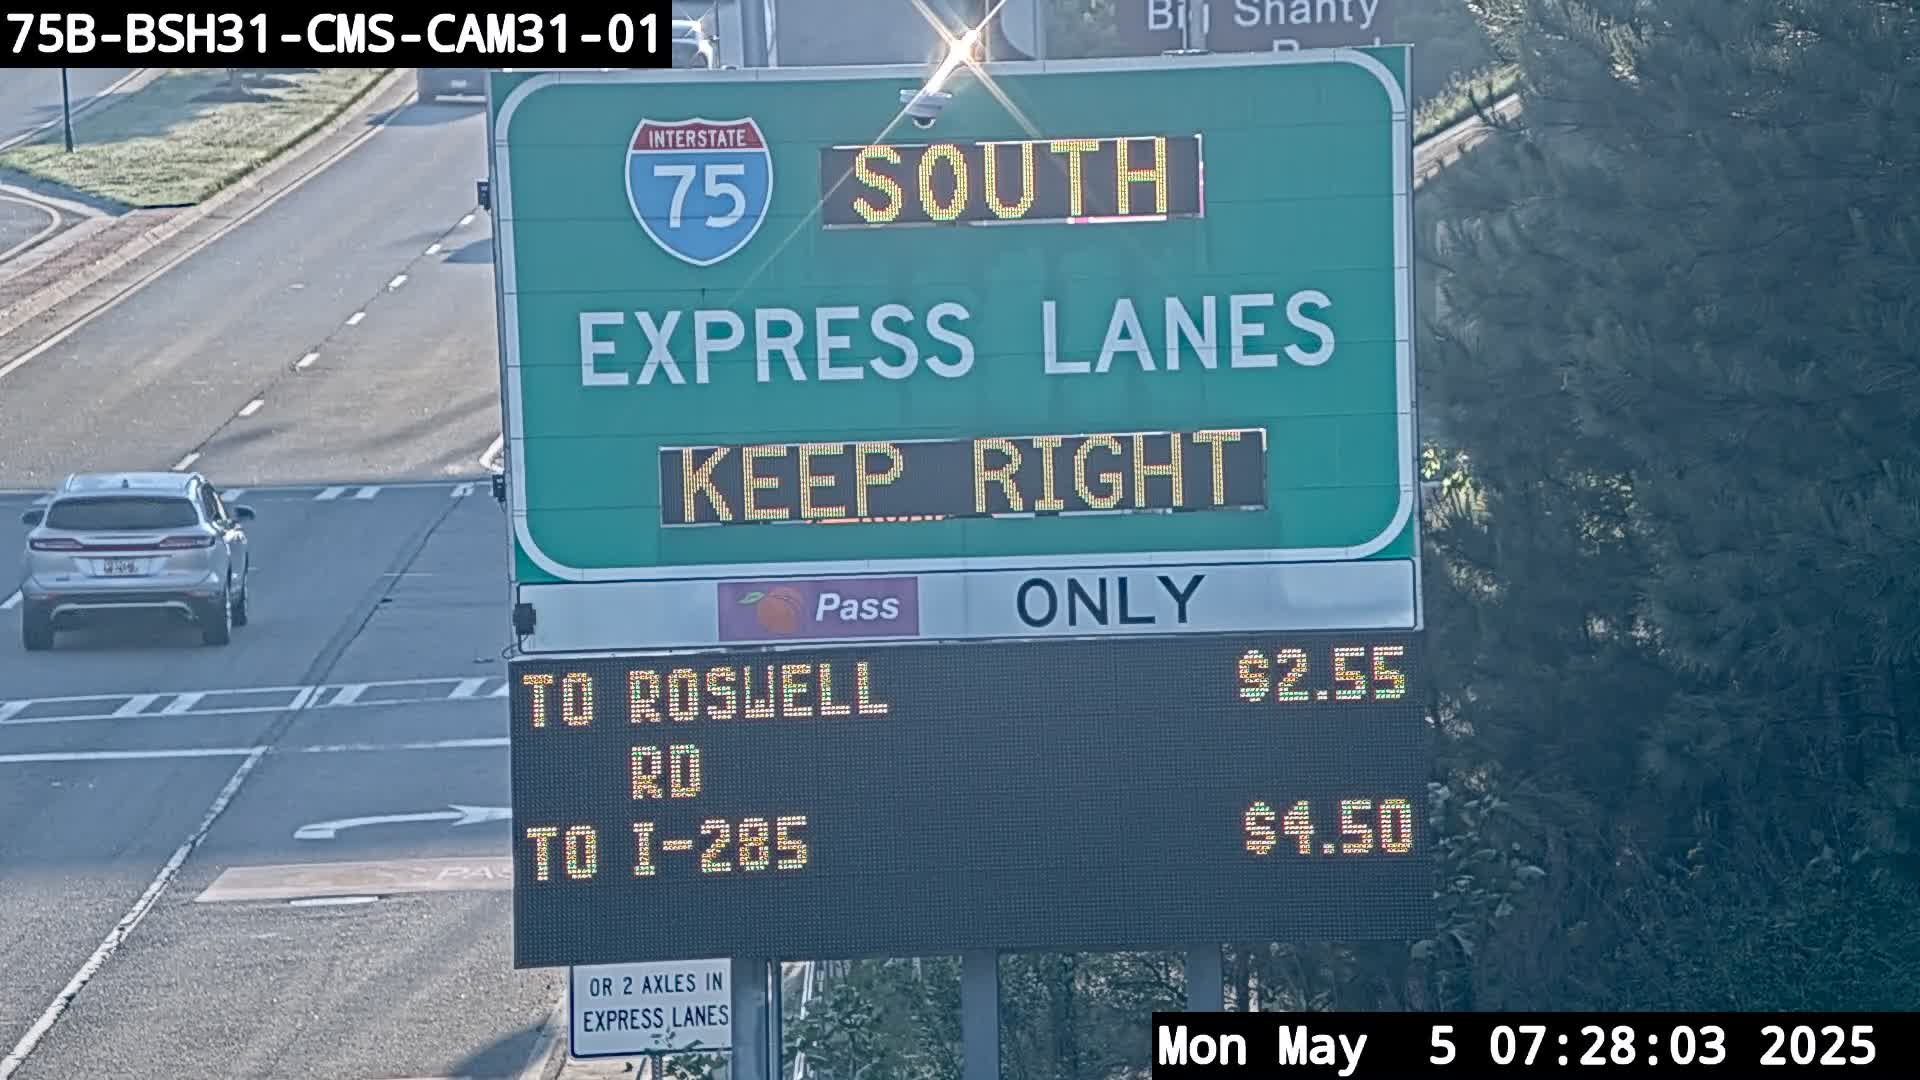 75B-BSH31-CMS-CAM31-01
Big Shanty
INTERSTATE
75
SOUTH
EXPRESS LANES
KEEP RIGHT
Pass
ONLY
TO ROSWELL $2.55
RD
TO I-285 $4.50
OR 2 AXLES IN
EXPRESS LANES
Mon May 5 07:28:03 2025